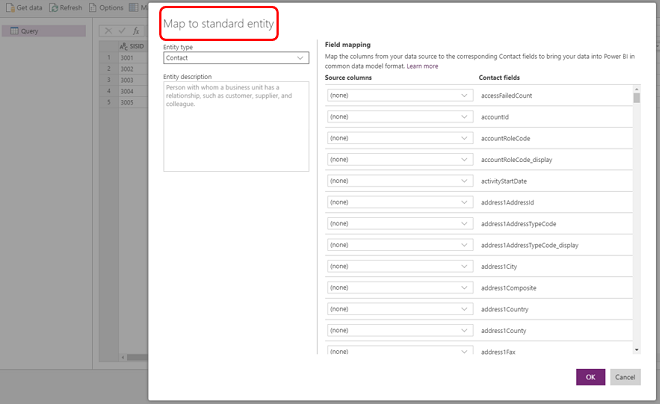 Get data Refresh Options
Query
SISID
1 3001
2 3002
3 3003
4 3004
5 3005
Map to standard entity
Entity type
Contact
Entity description
Person with whom a business unit has a
relationship, such as customer, supplier, and
colleague.
Field mapping
Map the columns from your data source to the corresponding Contact fields to bring your data into Power BI in
common data model format. Learn more
Source columns Contact fields
(none) accessFailedCount
(none) accountId
(none) accountRoleCode
(none) accountRoleCode_display
(none) activityStartDate
(none) address1AddressId
(none) address1AddressTypeCode
(none) address1AddressTypeCode_display
(none) address1City
(none) address1Composite
(none) address1Country
(none) address1County
(none) address1Fax
OK Cancel